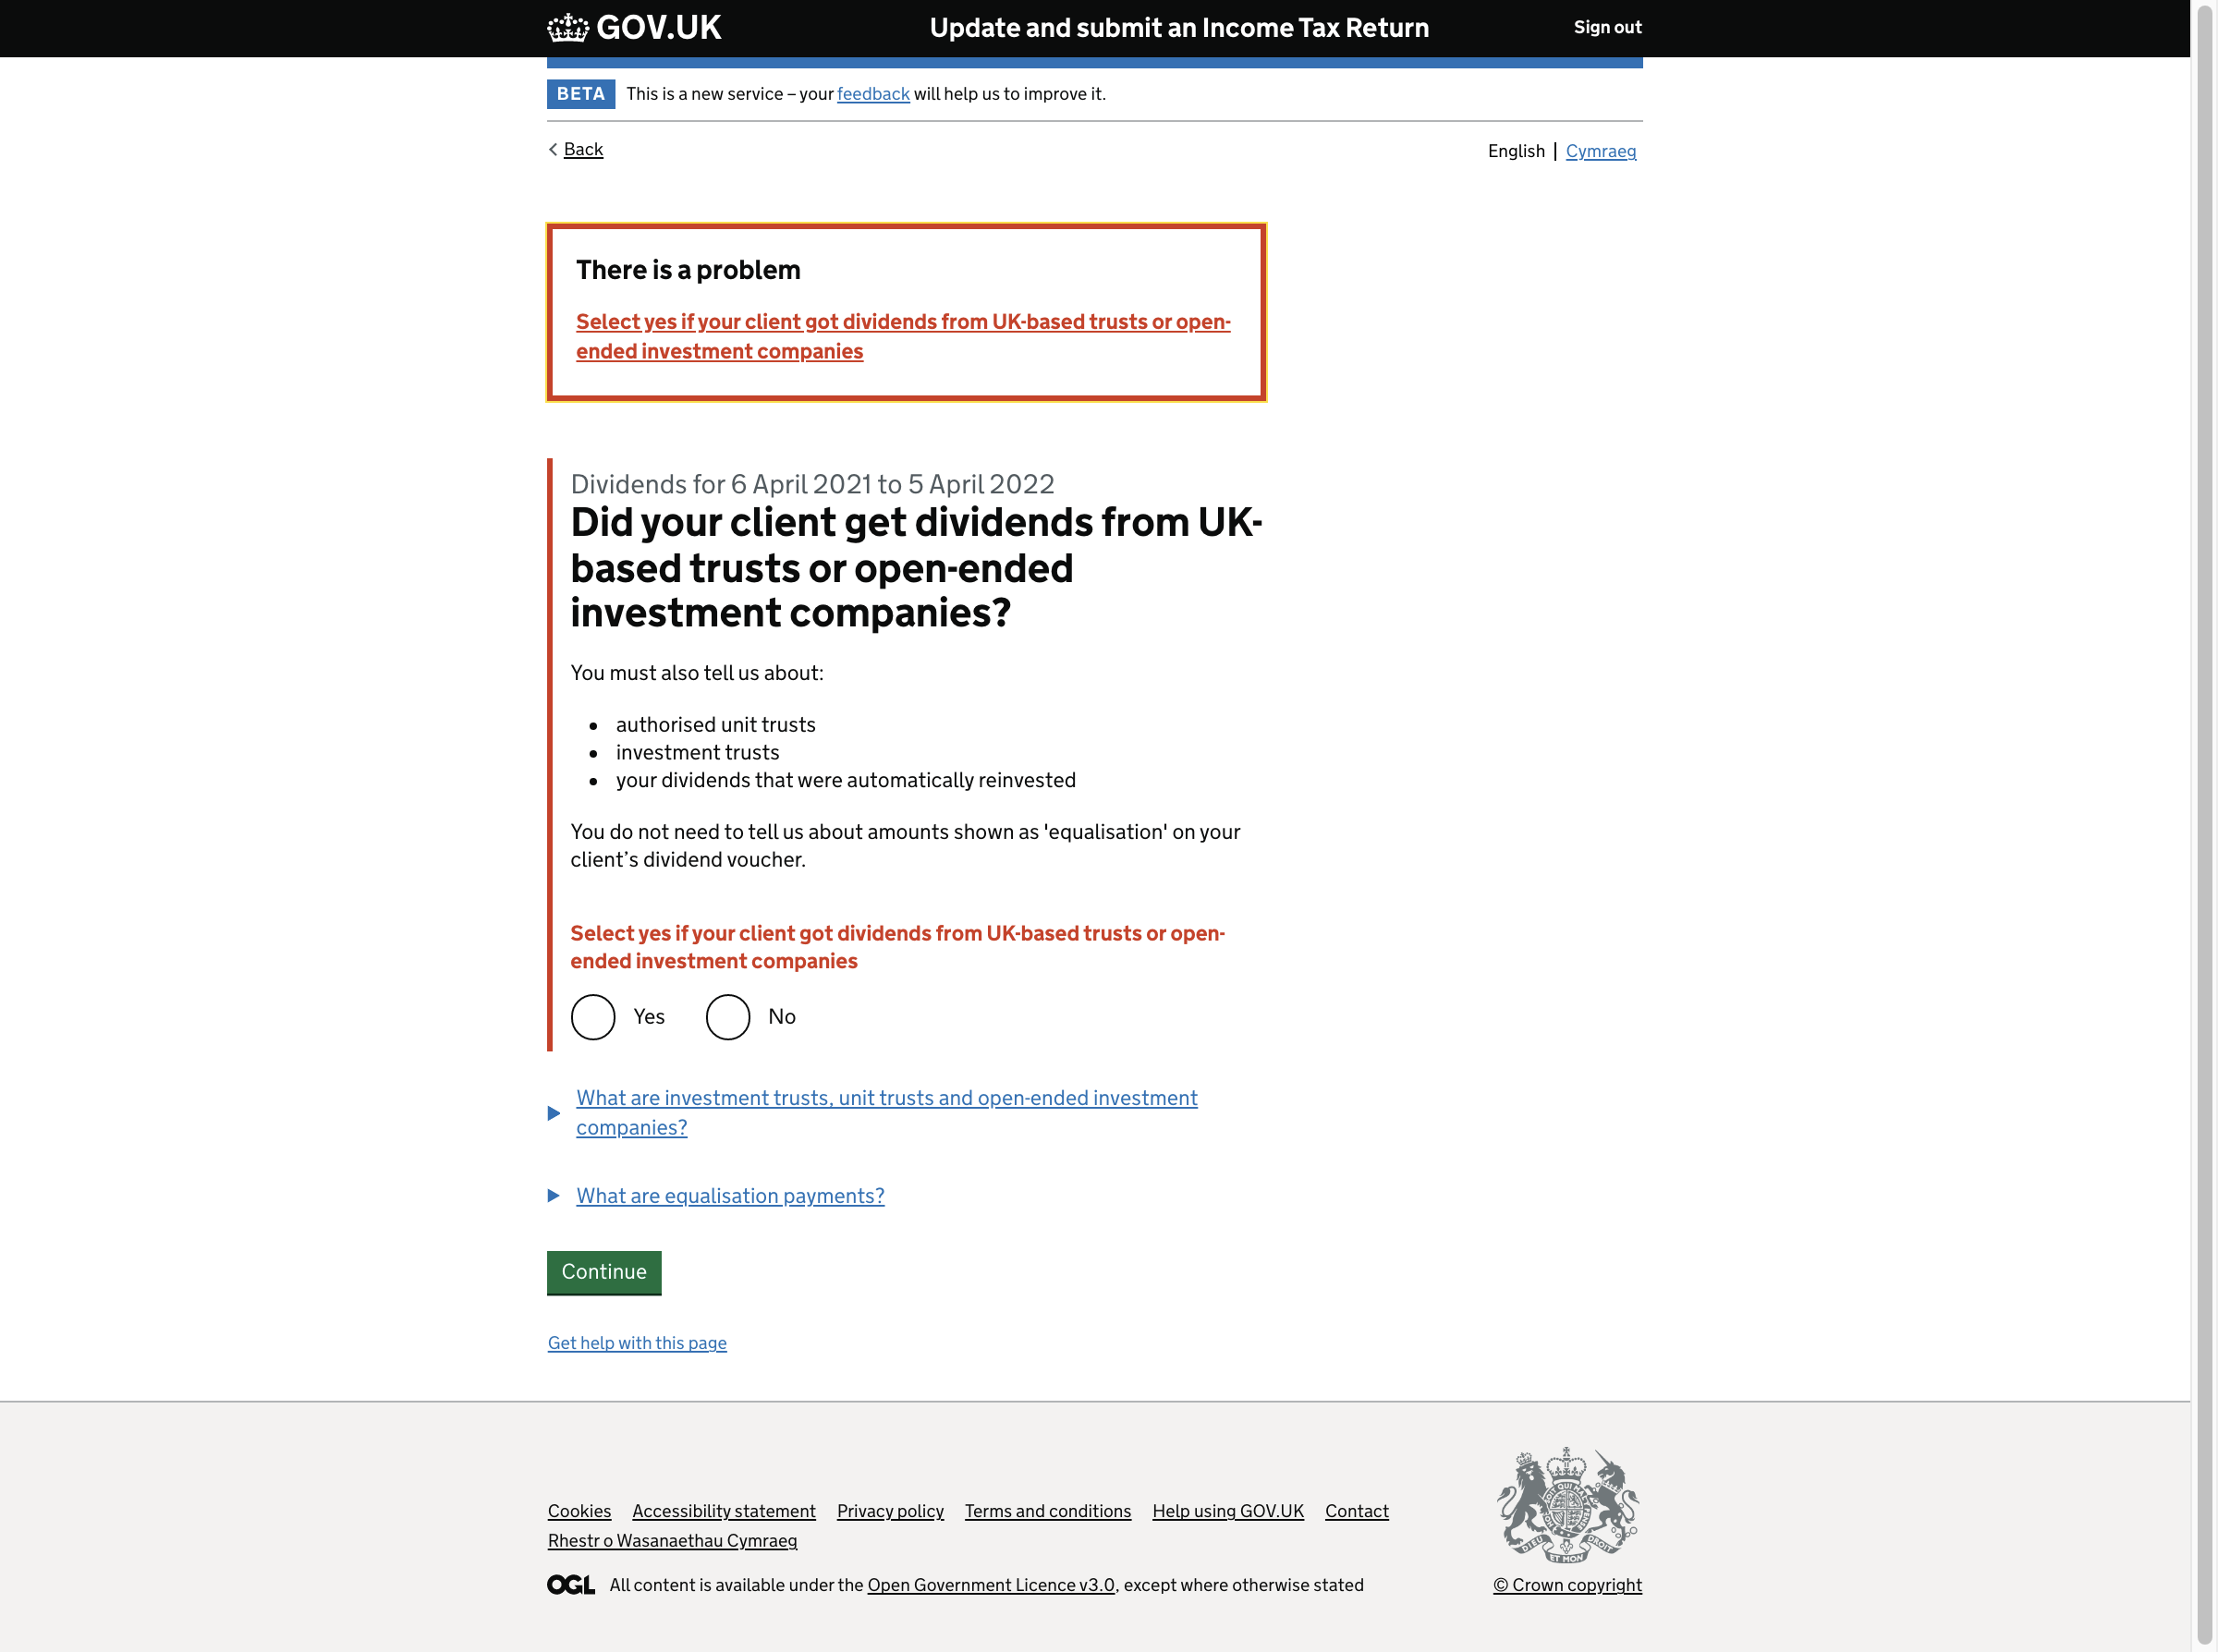 GOV.UK Update and submit an Income Tax Return Sign out
BETA This is a new service – your feedback will help us to improve it.
Back English | Cymraeg
There is a problem
Select yes if your client got dividends from UK-based trusts or open-
ended investment companies
Dividends for 6 April 2021 to 5 April 2022
Did your client get dividends from UK-
based trusts or open-ended
investment companies?
You must also tell us about:
• authorised unit trusts
• investment trusts
• your dividends that were automatically reinvested
You do not need to tell us about amounts shown as 'equalisation' on your
client’s dividend voucher.
Select yes if your client got dividends from UK-based trusts or open-
ended investment companies
Yes No
What are investment trusts, unit trusts and open-ended investment
companies?
What are equalisation payments?
Continue
Get help with this page
Cookies Accessibility statement Privacy policy Terms and conditions Help using GOV.UK Contact
Rhestr o Wasanaethau Cymraeg
DIEU ET MON DROIT
OGL All content is available under the Open Government Licence v3.0, except where otherwise stated
© Crown copyright